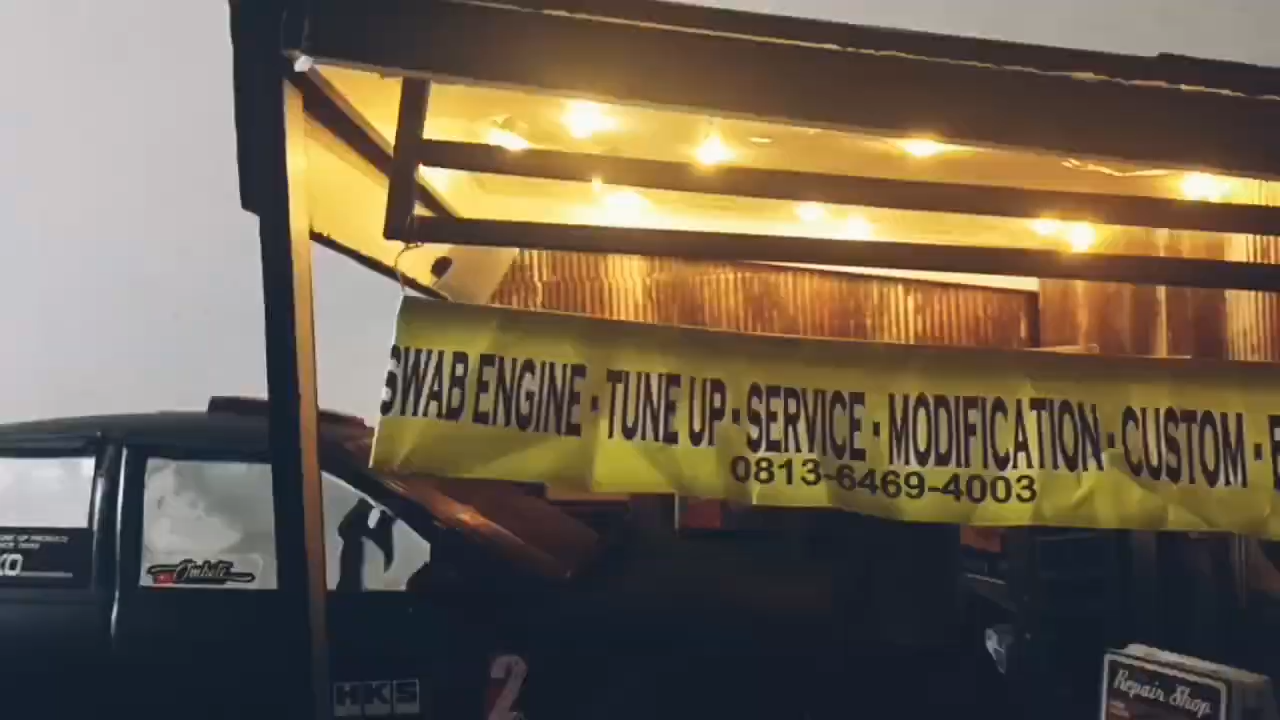 SWAB ENGINE · TUNE UP · SERVICE · MODIFICATION · CUSTOM ·
0813-6469-4003
HKS
2
Repair Shop